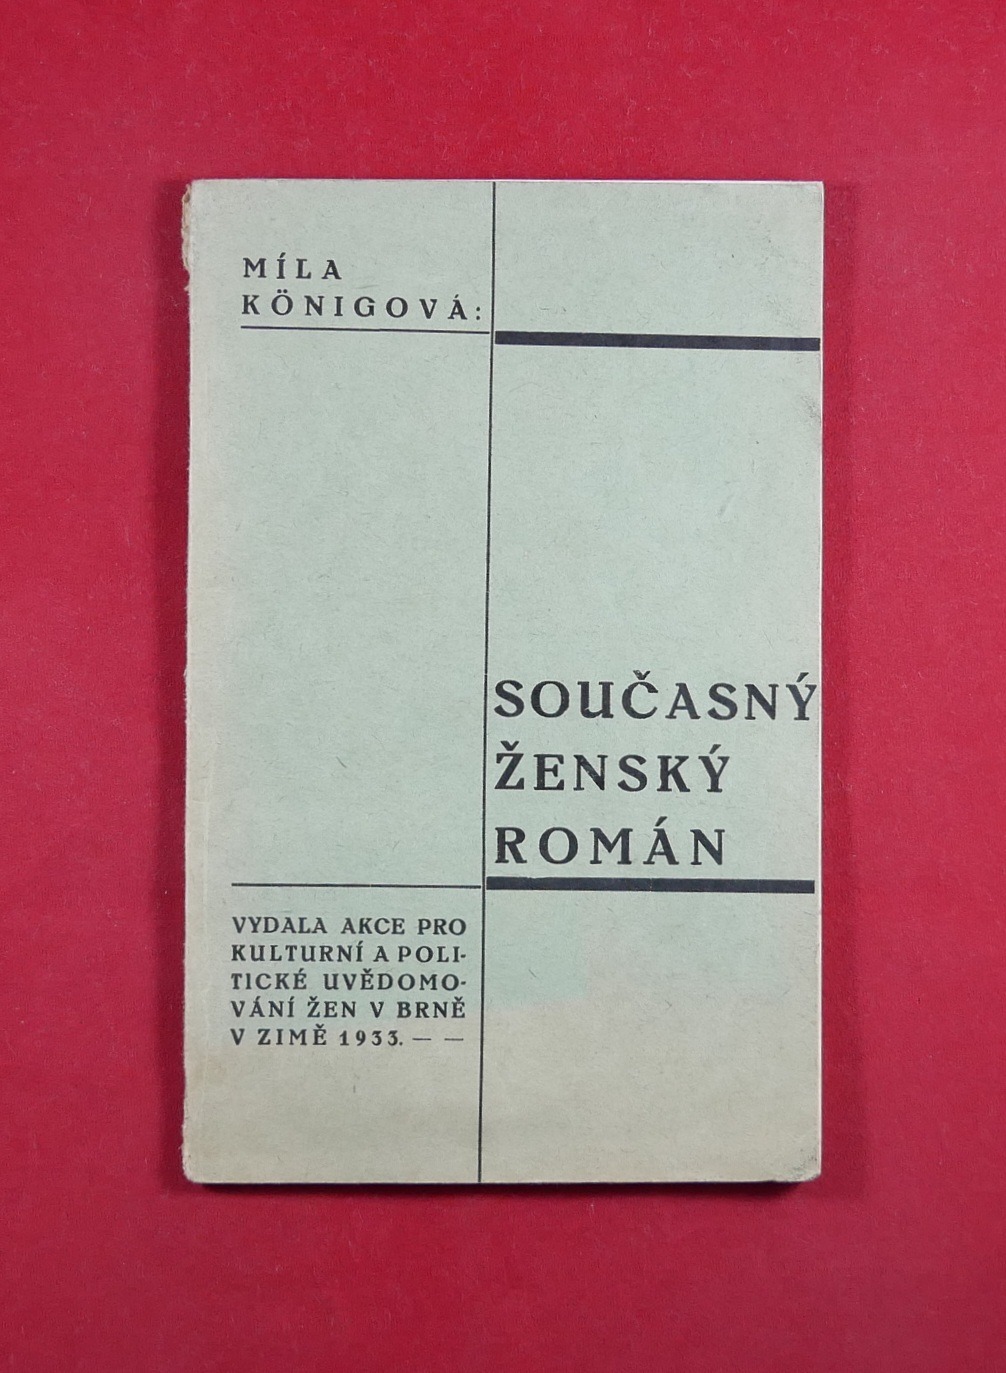 MÍLA
KÖNIGOVÁ:
SOUČASNÝ
ŽENSKÝ
ROMÁN
VYDALA AKCE PRO
KULTURNÍ A POLI-
TICKÉ UVĚDOMO-
VÁNÍ ŽEN V BRNĚ
V ZIMĚ 1933. — —